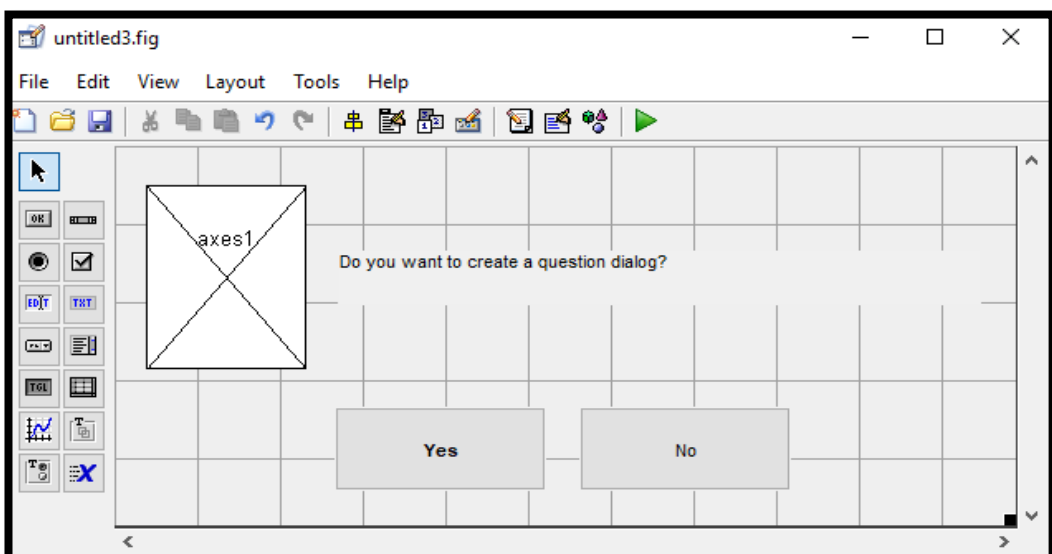 untitled3.fig
File Edit View Layout Tools Help
OK
axes1
Do you want to create a question dialog?
EDIT TXT
TGL
Yes No